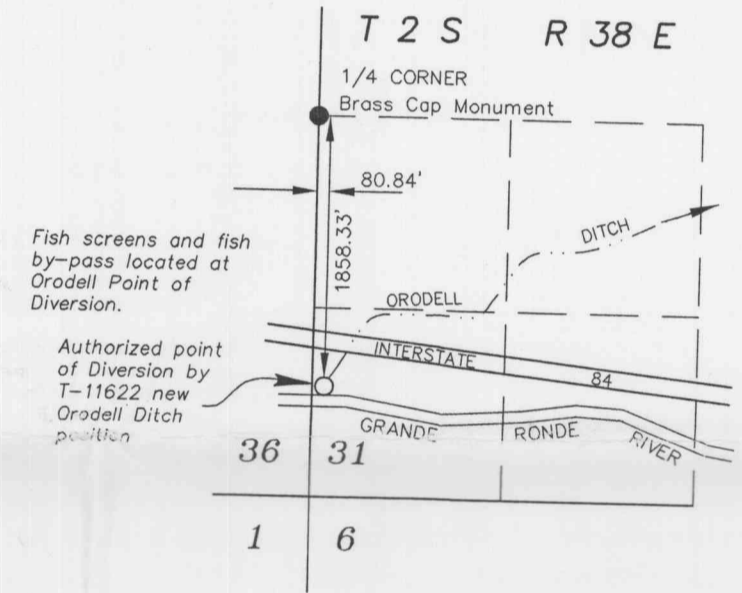 T 2 S R 38 E
1/4 CORNER
Brass Cap Monument
80.84'
1858.33'
Fish screens and fish
by-pass located at
Orodell Point of
Diversion.
DITCH
ORODELL
INTERSTATE
84
Authorized point
of Diversion by
T-11622 new
Orodell Ditch
position
GRANDE RONDE RIVER
36 31
1 6